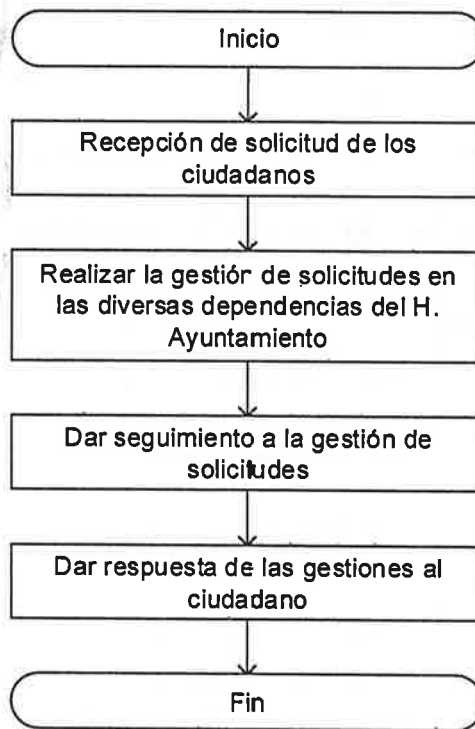 Inicio
Recepción de solicitud de los
ciudadanos
Realizar la gestión de solicitudes en
las diversas dependencias del H.
Ayuntamiento
Dar seguimiento a la gestión de
solicitudes
Dar respuesta de las gestiones al
ciudadano
Fin